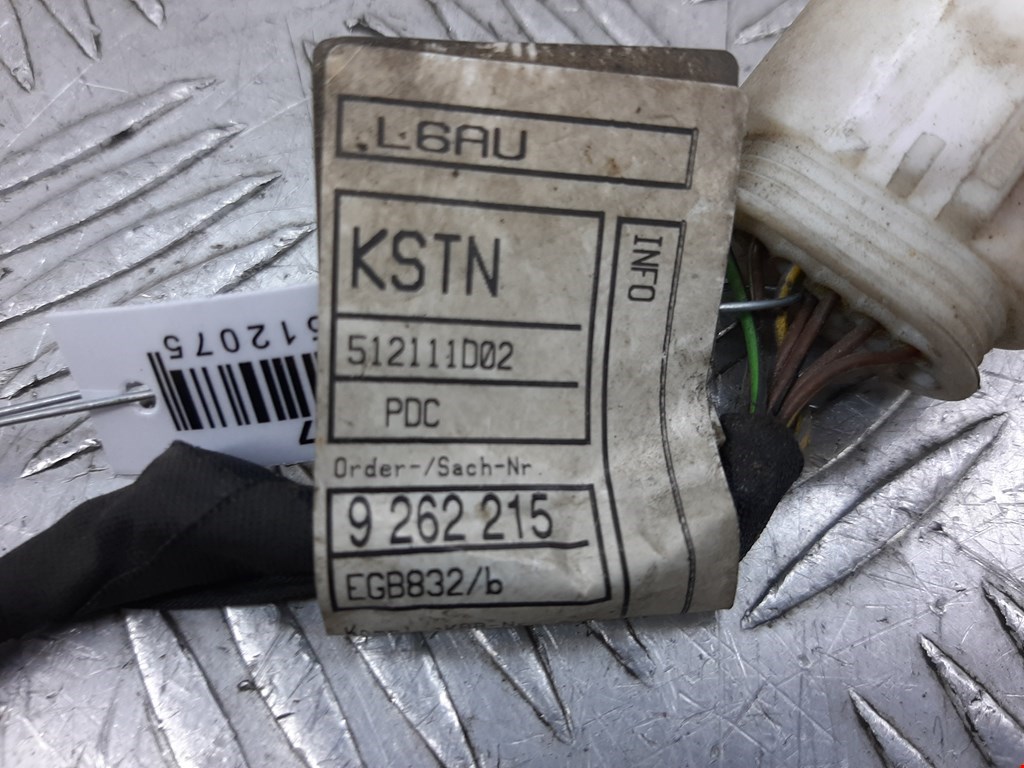 L6AU
KSTN
512111D02
PDC
Order-/Sach-Nr.
9 262 215
EGB832/b
INFO
512075